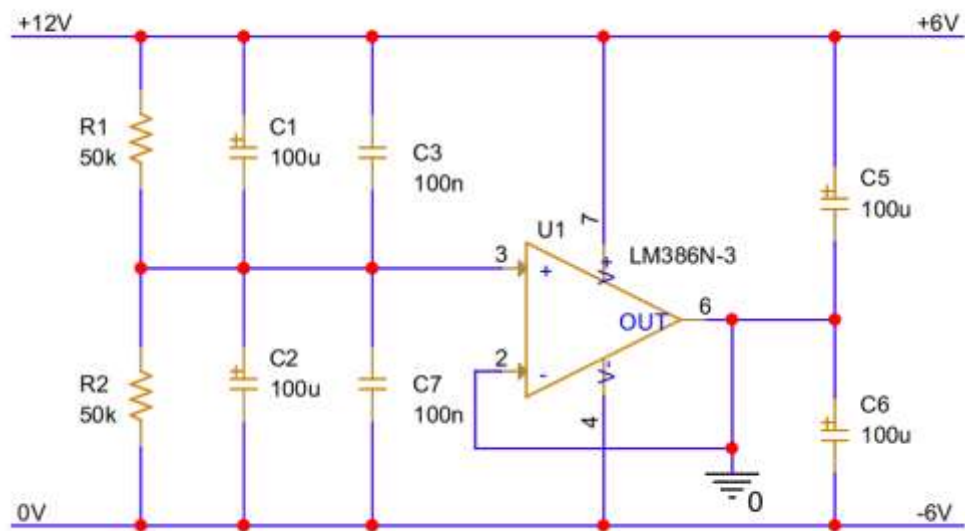 +12V
+6V
R1
50k
C1
100u
C3
100n
C5
100u
7
U1
LM386N-3
3
+
V+
6
OUT
2
-
V-
4
R2
50k
C2
100u
C7
100n
C6
100u
0
0V
-6V